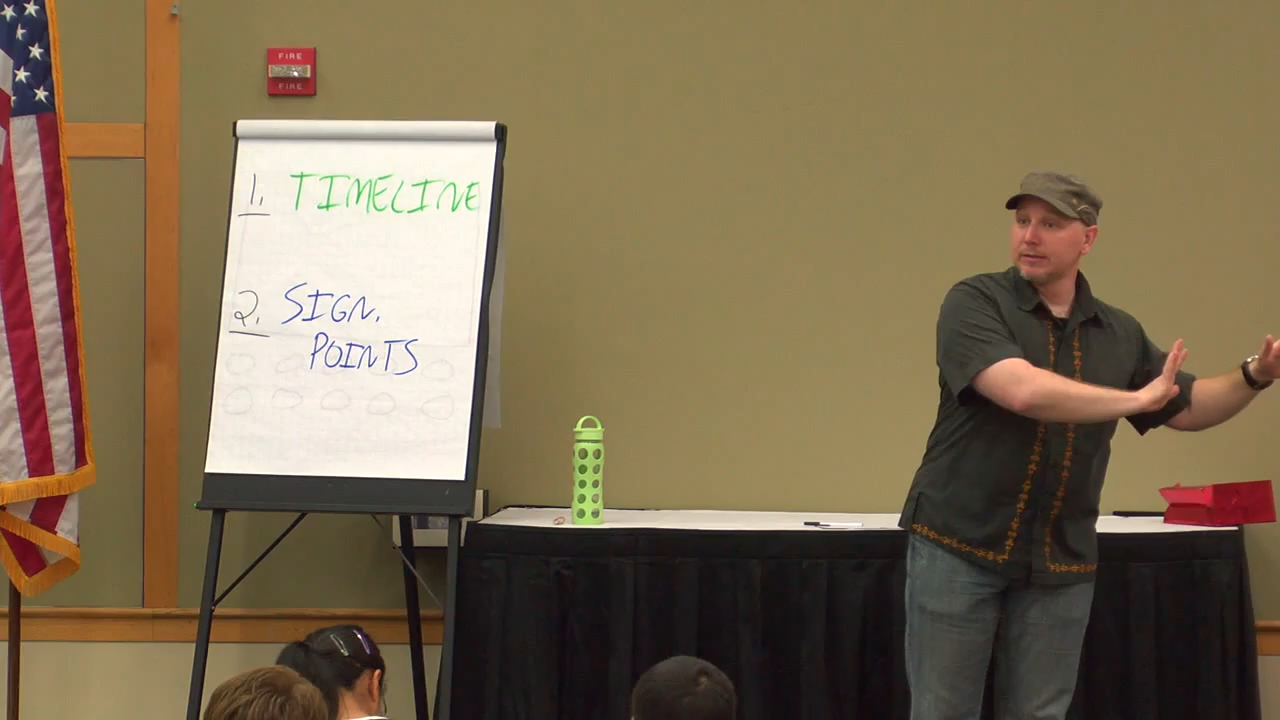 FIRE
FIRE
1. TIMELINE
2. SIGN.
POINTS